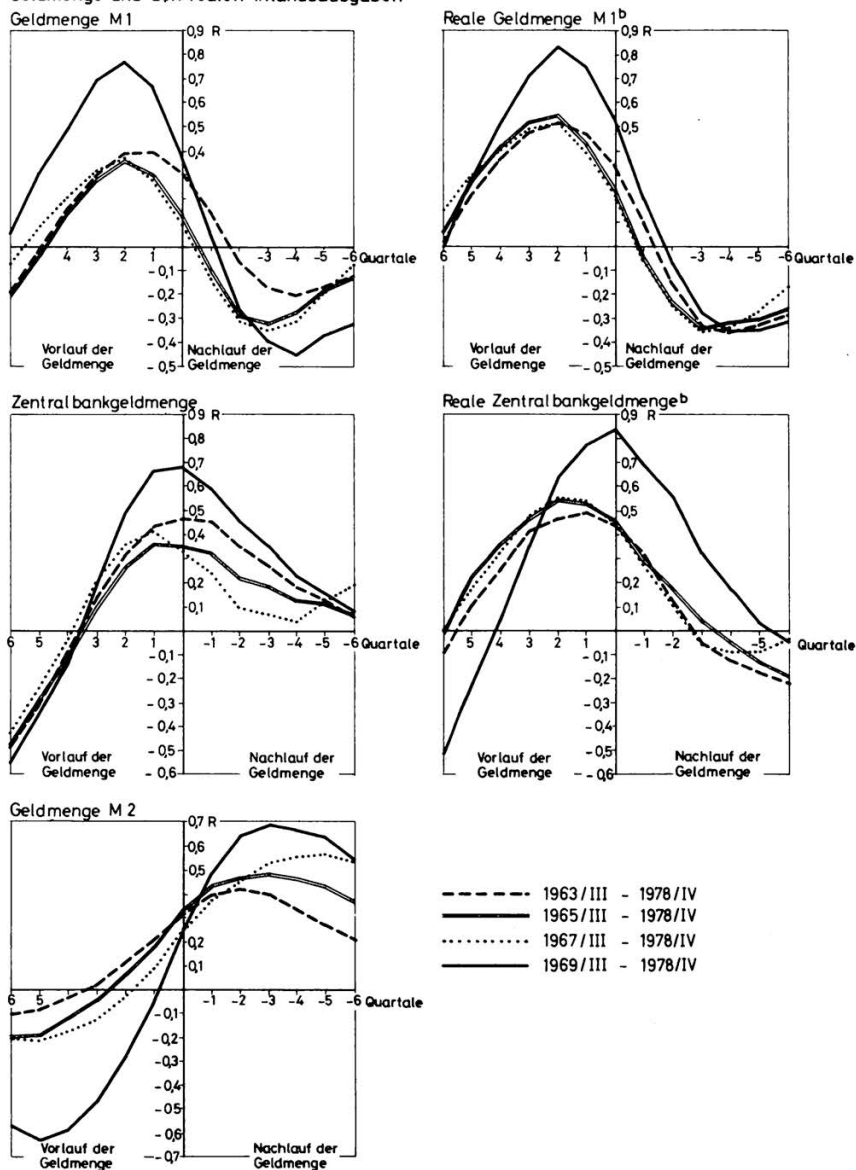 Geldmenge M1
0,9 R
0,8
0,7
0,6
0,5
0,4
6 5 4 3 2 1 -3 -4 -5 -6 Quartale
-0,1
-0,2
-0,3
-0,4
-0,5
Vorlauf der Geldmenge
Nachlauf der Geldmenge
Reale Geldmenge M1ᵇ
0,9 R
0,8
0,7
0,6
0,5
6 5 4 3 2 1 -3 -4 -5 -6 Quartale
-0,1
-0,2
-0,3
-0,4
-0,5
Vorlauf der Geldmenge
Nachlauf der Geldmenge
Zentralbankgeldmenge
0,9 R
0,8
0,7
0,6
0,5
0,4
0,2
0,1
6 5 4 3 2 1 -1 -2 -3 -4 -5 -6 Quartale
-0,1
-0,2
-0,3
-0,4
-0,5
-0,6
Vorlauf der Geldmenge
Nachlauf der Geldmenge
Reale Zentralbankgeldmengeᵇ
0,9 R
0,8
0,7
0,6
0,5
0,2
0,1
6 5 4 3 2 1 -1 -2 -5 -6 Quartale
-0,1
-0,2
-0,3
-0,4
-0,5
-0,6
Vorlauf der Geldmenge
Nachlauf der Geldmenge
Geldmenge M2
0,7 R
0,6
0,5
0,2
0,1
6 5 4 3 2 1 -1 -2 -3 -4 -5 -6 Quartale
-0,1
-0,2
-0,3
-0,4
-0,5
-0,6
-0,7
Vorlauf der Geldmenge
Nachlauf der Geldmenge
1963/III - 1978/IV
1965/III - 1978/IV
1967/III - 1978/IV
1969/III - 1978/IV